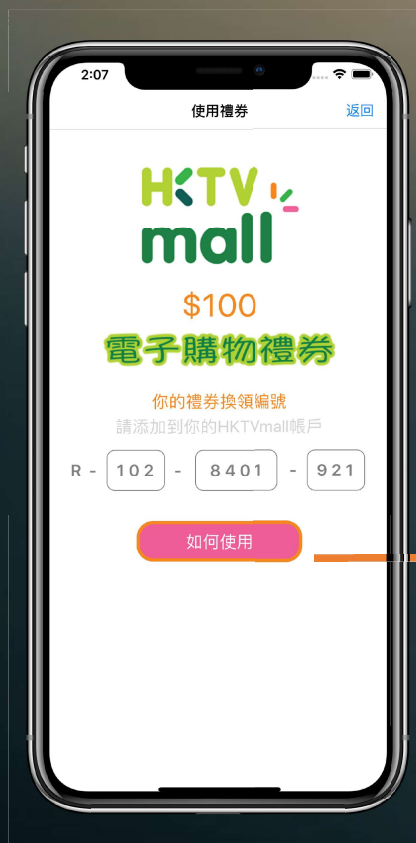 2:07
使用禮券
返回
HKTV
mall
$100
電子購物禮券
你的禮券換領編號
請添加到你的HKTVmall帳戶
R - 102 - 8401 - 921
如何使用